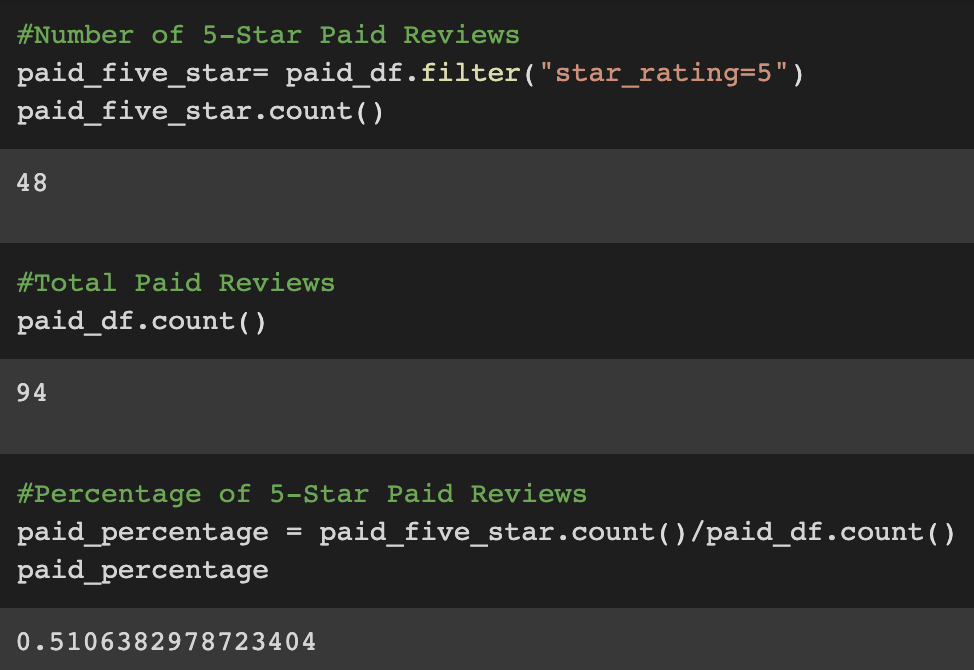 #Number of 5-Star Paid Reviews
paid_five_star= paid_df.filter("star_rating=5")
paid_five_star.count()
48
#Total Paid Reviews
paid_df.count()
94
#Percentage of 5-Star Paid Reviews
paid_percentage = paid_five_star.count()/paid_df.count()
paid_percentage
0.5106382978723404